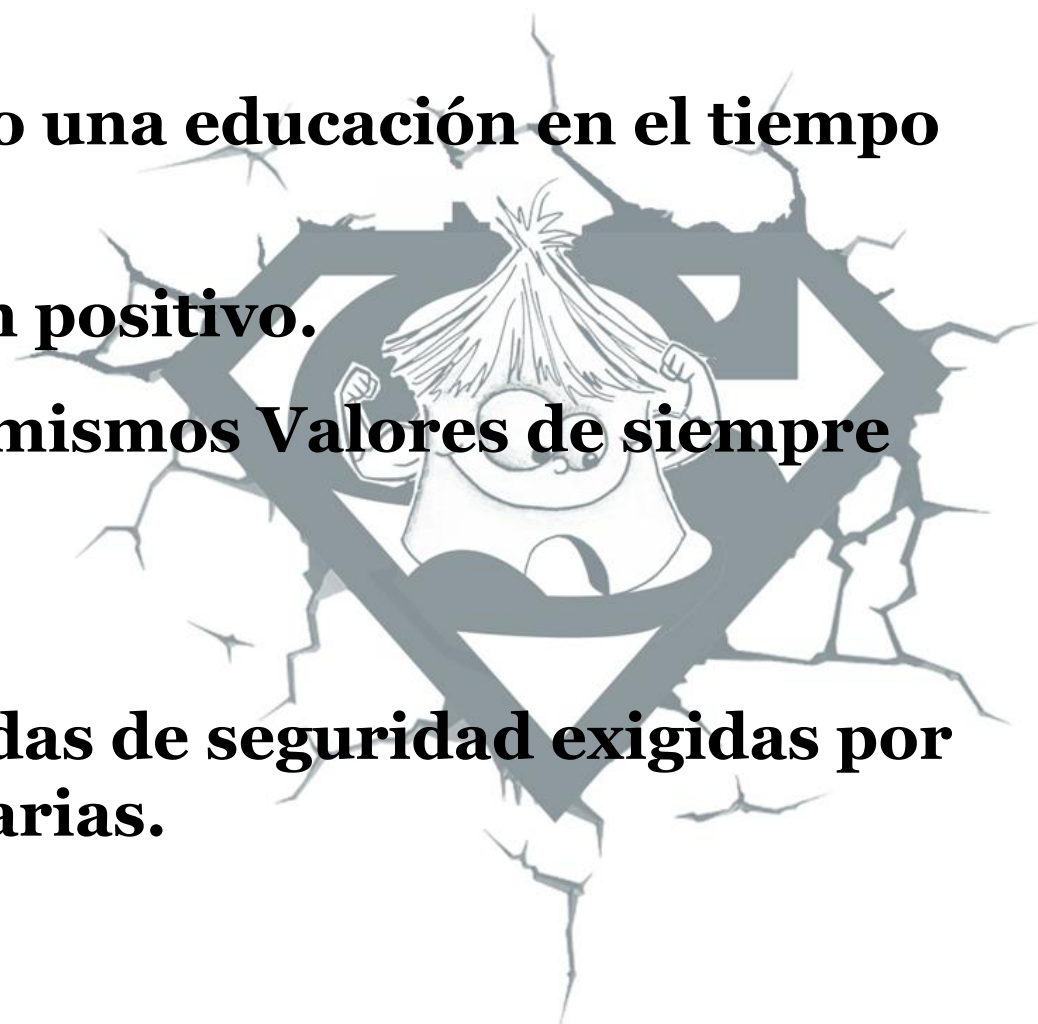 o una educación en el tiempo
n positivo.
mismos Valores de siempre
das de seguridad exigidas por
arias.